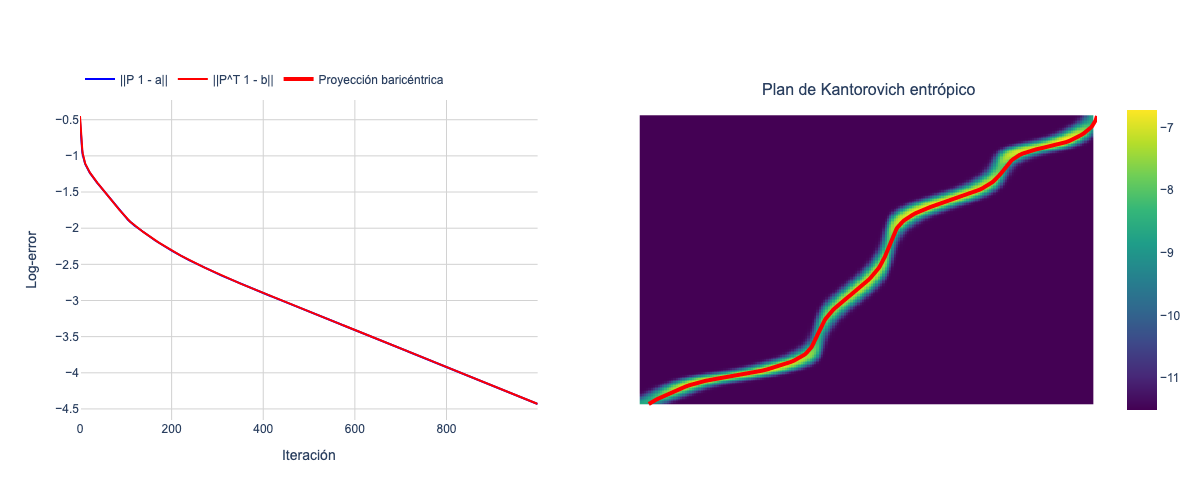 ||P 1 - a|| ||P^T 1 - b|| Proyección baricéntrica
Plan de Kantorovich entrópico
−0.5
−1
−1.5
−2
−2.5
−3
−3.5
−4
−4.5
Log-error
0 200 400 600 800
Iteración
−7
−8
−9
−10
−11